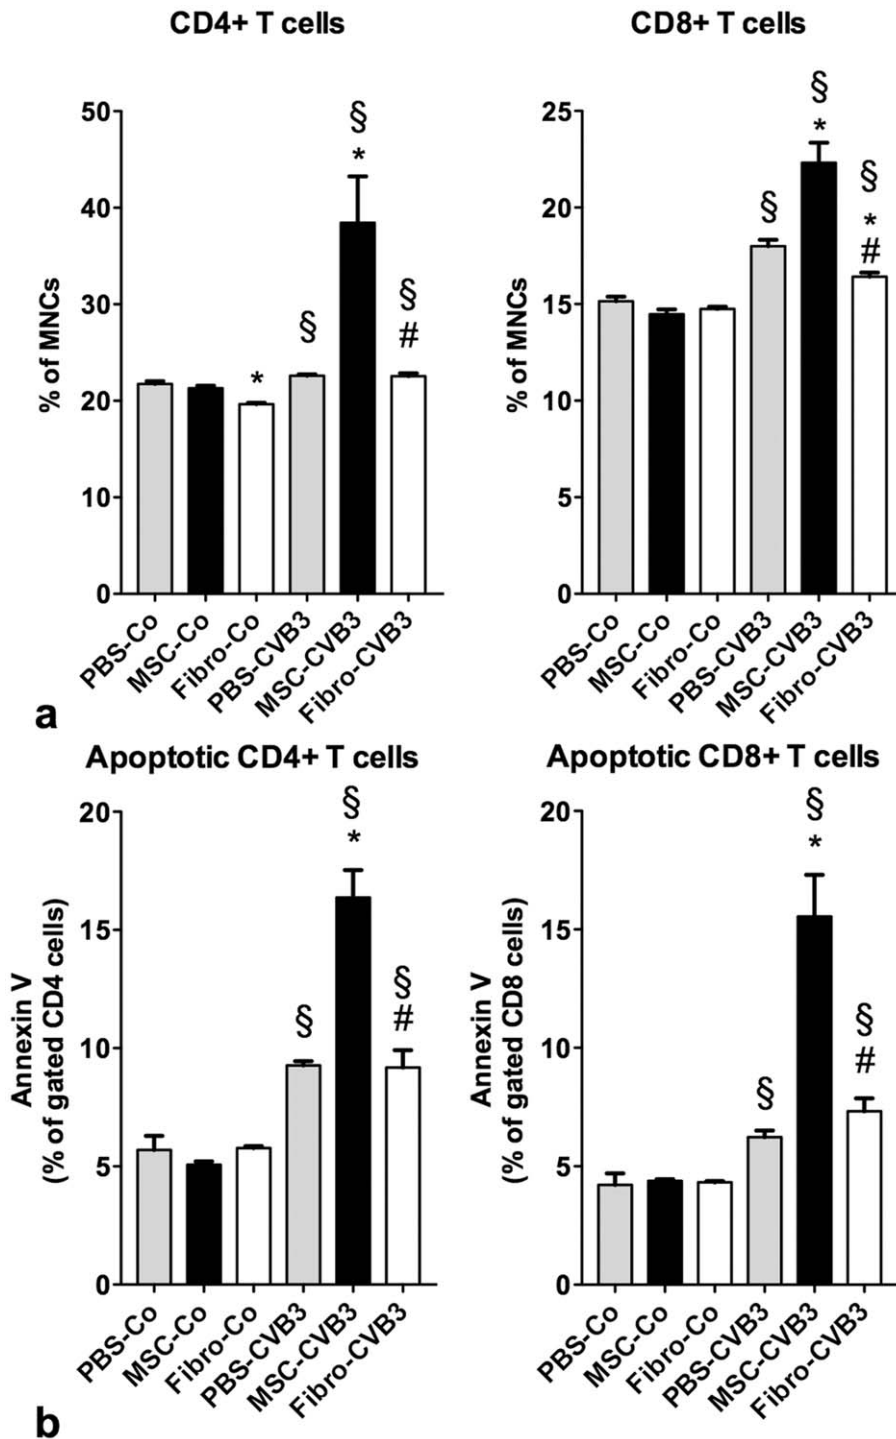 CD4+ T cells
CD8+ T cells
50
40
30
20
10
0
% of MNCs
*
§
§
*
§
#
PBS-Co
MSC-Co
Fibro-Co
PBS-CVB3
MSC-CVB3
Fibro-CVB3
25
20
15
10
5
0
% of MNCs
§
§
*
§
*
#
PBS-Co
MSC-Co
Fibro-Co
PBS-CVB3
MSC-CVB3
Fibro-CVB3
a
Apoptotic CD4+ T cells
Apoptotic CD8+ T cells
20
15
10
5
0
Annexin V
(% of gated CD4 cells)
§
§
*
§
#
PBS-Co
MSC-Co
Fibro-Co
PBS-CVB3
MSC-CVB3
Fibro-CVB3
20
15
10
5
0
Annexin V
(% of gated CD8 cells)
§
§
*
§
#
PBS-Co
MSC-Co
Fibro-Co
PBS-CVB3
MSC-CVB3
Fibro-CVB3
b